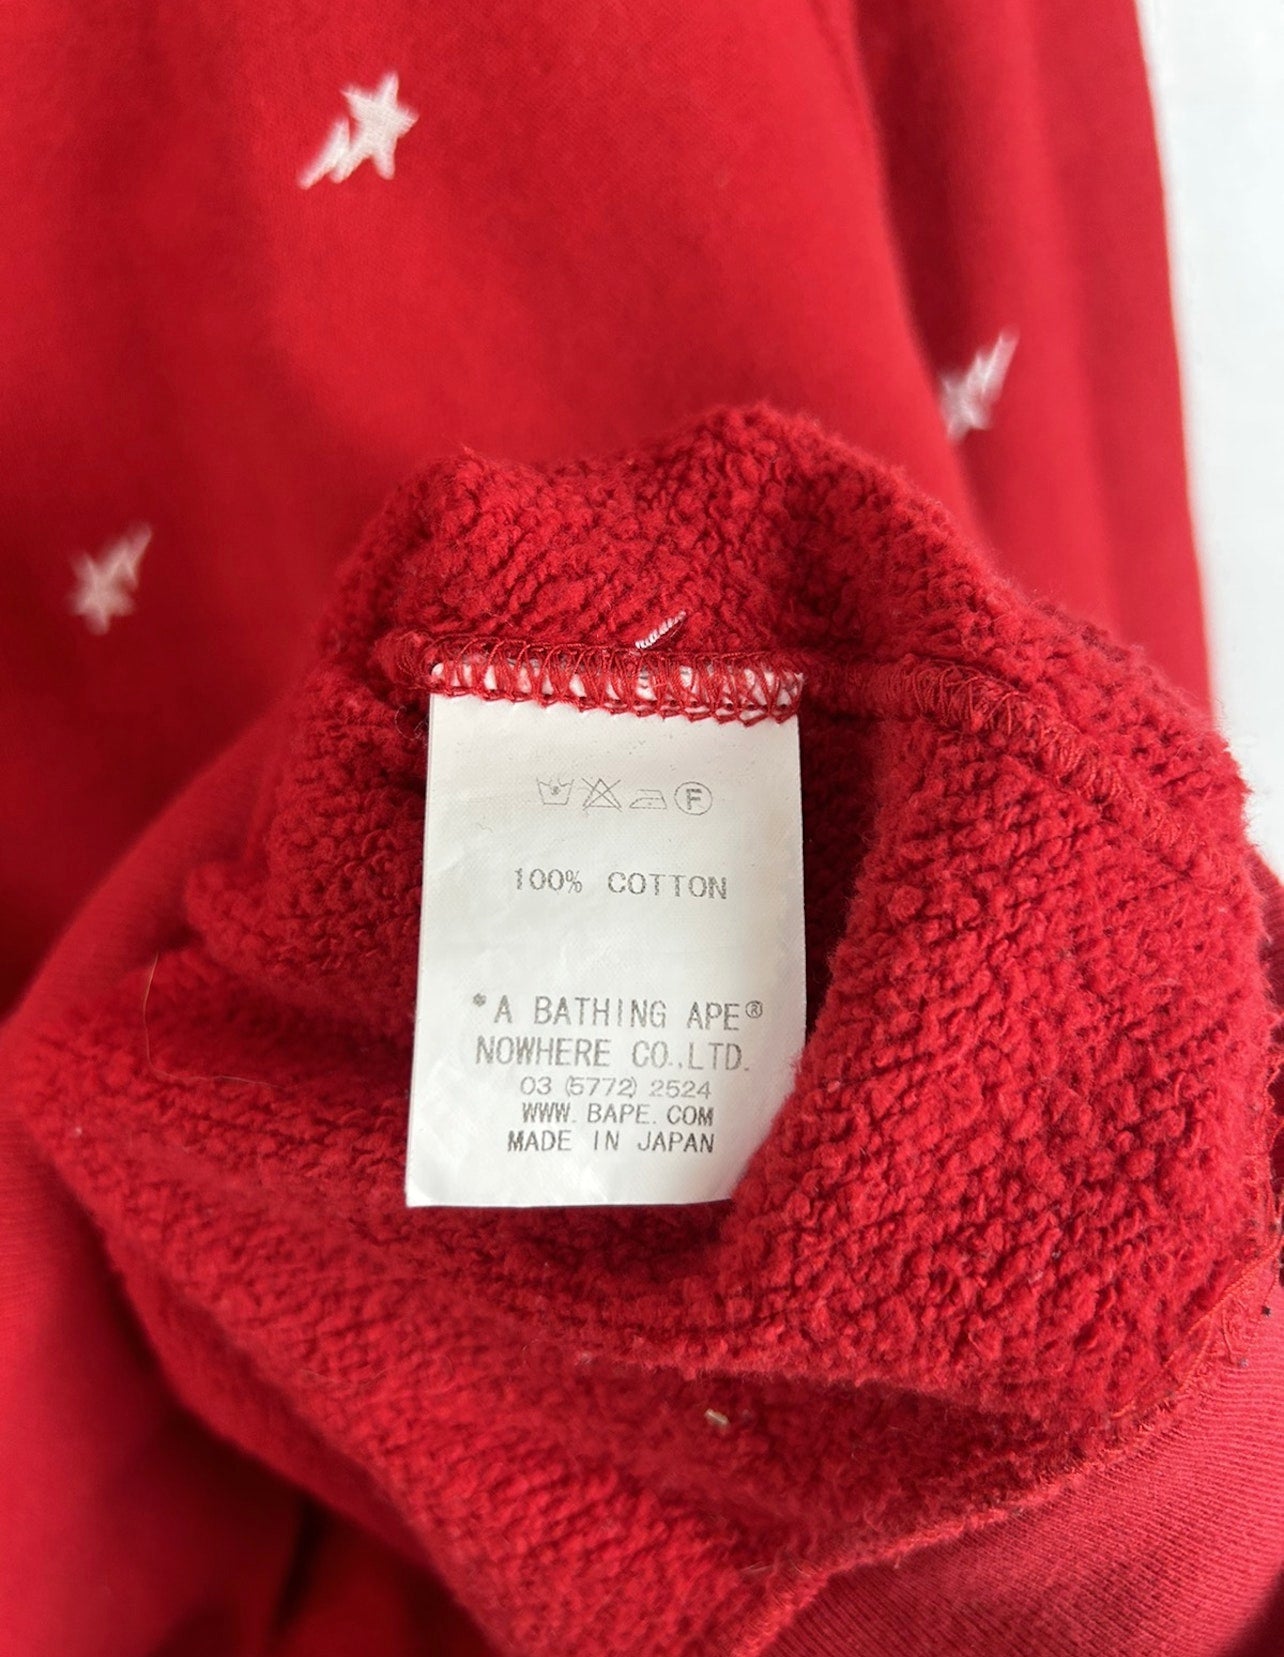 F
100% COTTON
*A BATHING APE®
NOWHERE CO.,LTD.
03 (5772) 2524
WWW.BAPE.COM
MADE IN JAPAN